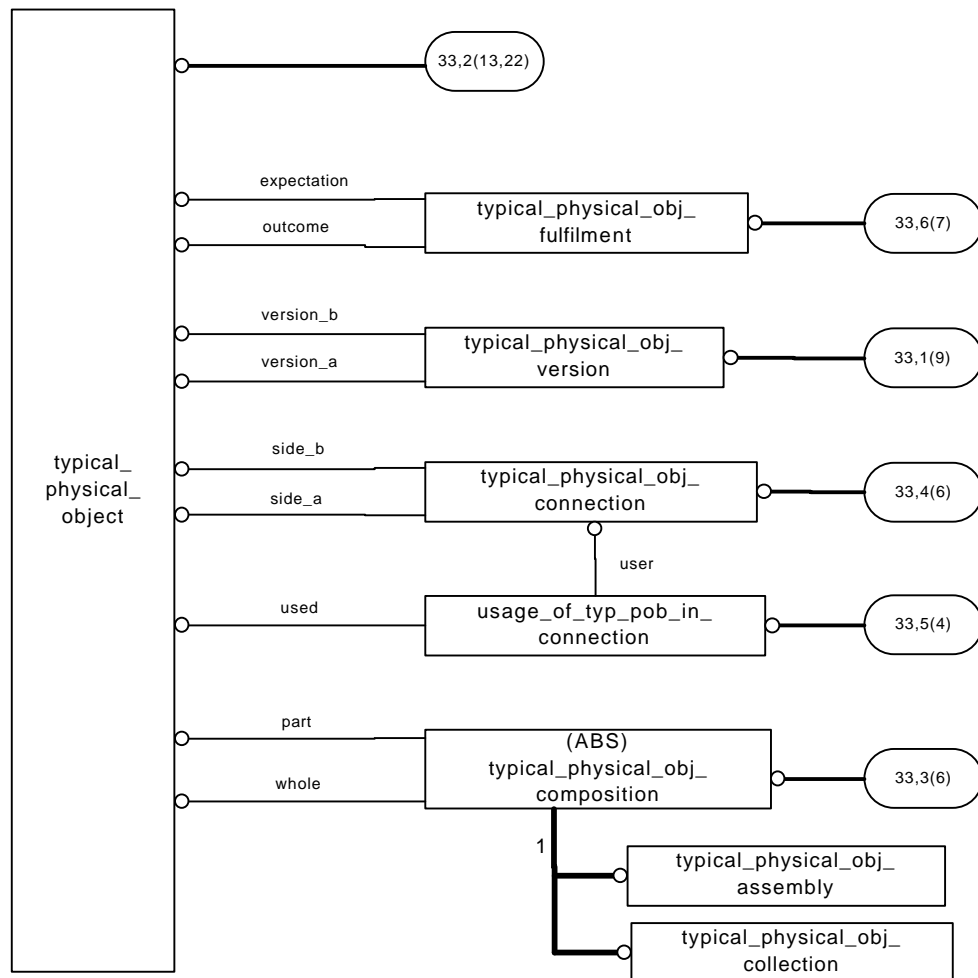 33,2(13,22)
expectation
typical_physical_obj_
fulfilment
33,6(7)
outcome
version_b
typical_physical_obj_
version
33,1(9)
version_a
typical_
physical_
object
side_b
typical_physical_obj_
connection
33,4(6)
side_a
user
used
usage_of_typ_pob_in_
connection
33,5(4)
part
(ABS)
typical_physical_obj_
composition
33,3(6)
whole
1
typical_physical_obj_
assembly
typical_physical_obj_
collection